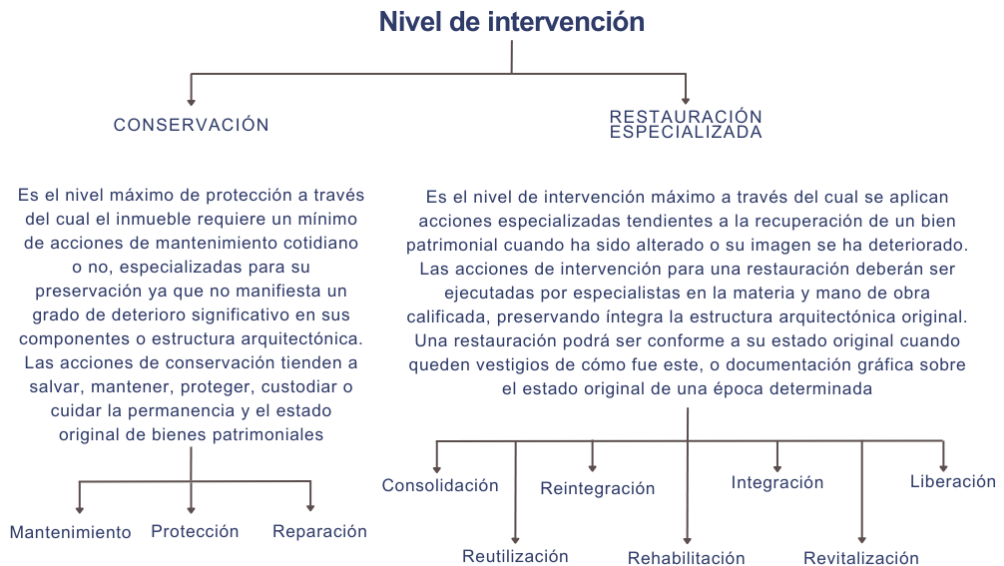 Nivel de intervención
CONSERVACIÓN
Es el nivel máximo de protección a través
del cual el inmueble requiere un mínimo
de acciones de mantenimiento cotidiano
o no, especializadas para su
preservación ya que no manifiesta un
grado de deterioro significativo en sus
componentes o estructura arquitectónica.
Las acciones de conservación tienden a
salvar, mantener, proteger, custodiar o
cuidar la permanencia y el estado
original de bienes patrimoniales
Mantenimiento
Protección
Reparación
RESTAURACIÓN
ESPECIALIZADA
Es el nivel de intervención máximo a través del cual se aplican
acciones especializadas tendientes a la recuperación de un bien
patrimonial cuando ha sido alterado o su imagen se ha deteriorado.
Las acciones de intervención para una restauración deberán ser
ejecutadas por especialistas en la materia y mano de obra
calificada, preservando íntegra la estructura arquitectónica original.
Una restauración podrá ser conforme a su estado original cuando
queden vestigios de cómo fue este, o documentación gráfica sobre
el estado original de una época determinada
Consolidación
Reutilización
Reintegración
Rehabilitación
Integración
Revitalización
Liberación